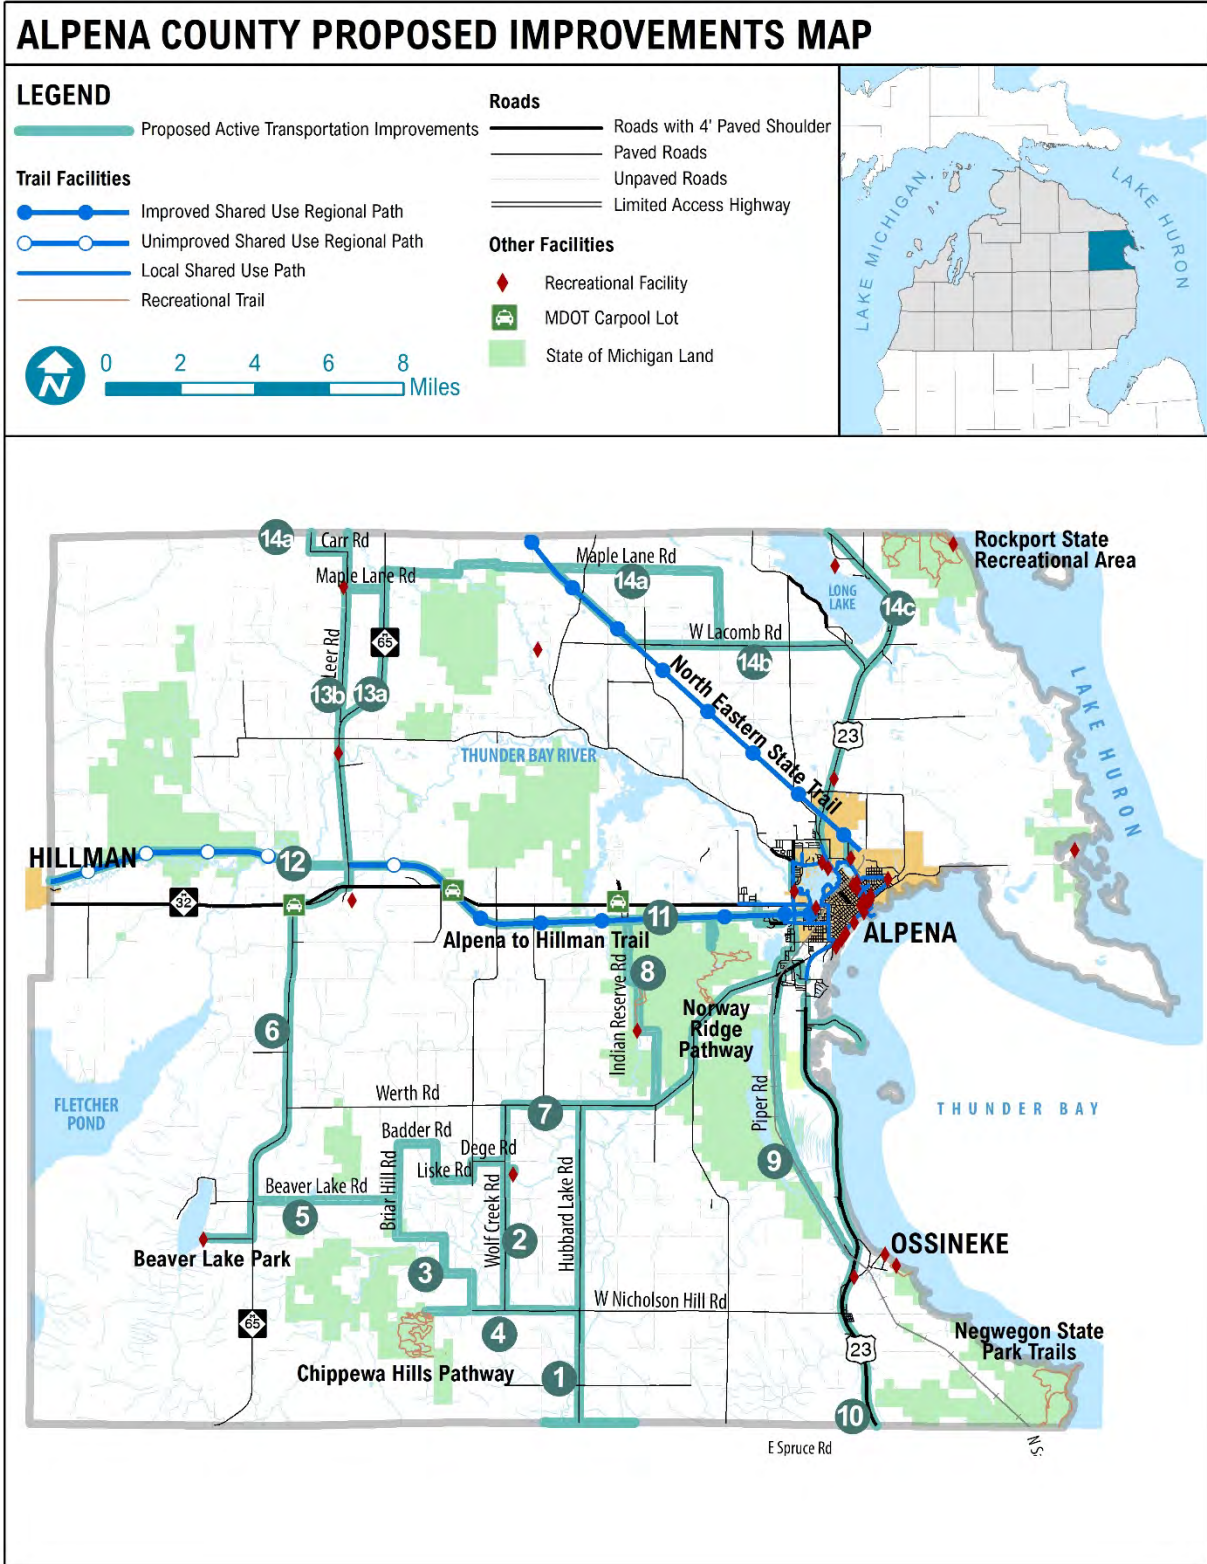 ALPENA COUNTY PROPOSED IMPROVEMENTS MAP
LEGEND
Proposed Active Transportation Improvements
Trail Facilities
Improved Shared Use Regional Path
Unimproved Shared Use Regional Path
Local Shared Use Path
Recreational Trail
N
0 2 4 6 8
Miles
Roads
Roads with 4' Paved Shoulder
Paved Roads
Unpaved Roads
Limited Access Highway
Other Facilities
Recreational Facility
MDOT Carpool Lot
State of Michigan Land
LAKE MICHIGAN
LAKE HURON
14a
Carr Rd
Maple Lane Rd
Maple Lane Rd
14a
Rockport State
Recreational Area
LONG
LAKE
14c
Leer Rd
M
65
W Lacomb Rd
14b
13b
13a
North Eastern State Trail
23
LAKE HURON
THUNDER BAY RIVER
HILLMAN
12
M
32
11
Alpena to Hillman Trail
ALPENA
Indian Reserve Rd
8
Norway
Ridge
Pathway
6
FLETCHER
POND
Werth Rd
7
Piper Rd
THUNDER BAY
Badder Rd
Dege Rd
Liske Rd
9
Beaver Lake Rd
5
Briar Hill Rd
Wolf Creek Rd
2
Hubbard Lake Rd
Beaver Lake Park
3
OSSINEKE
W Nicholson Hill Rd
4
M
65
23
Negwegon State
Park Trails
Chippewa Hills Pathway
1
10
E Spruce Rd